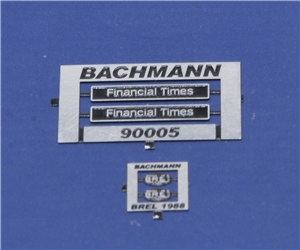 BACHMANN
Financial Times
Financial Times
90005
BACHMANN
BREL 1988